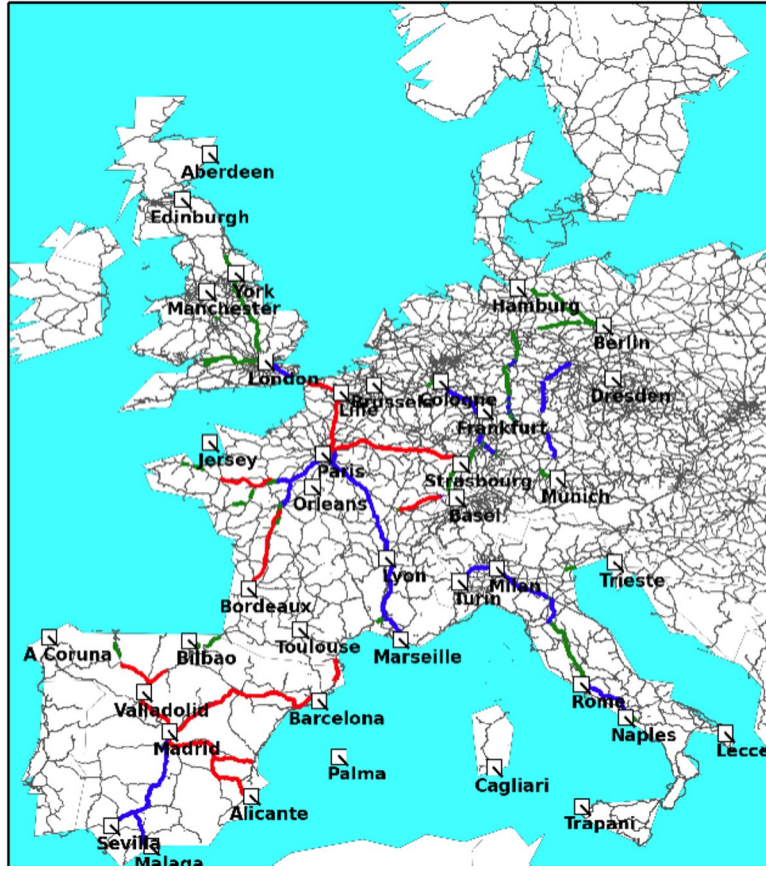 Aberdeen
Edinburgh
York
Manchester
Hamburg
Berlin
London
Lille
Brussels
Cologne
Dresden
Frankfurt
Jersey
Paris
Strasbourg
Orleans
Basel
Munich
Lyon
Milan
Trieste
Turin
Bordeaux
Toulouse
Marseille
A Coruna
Bilbao
Valladolid
Barcelona
Rome
Naples
Madrid
Lecce
Palma
Cagliari
Alicante
Trapani
Sevilla
Malaga